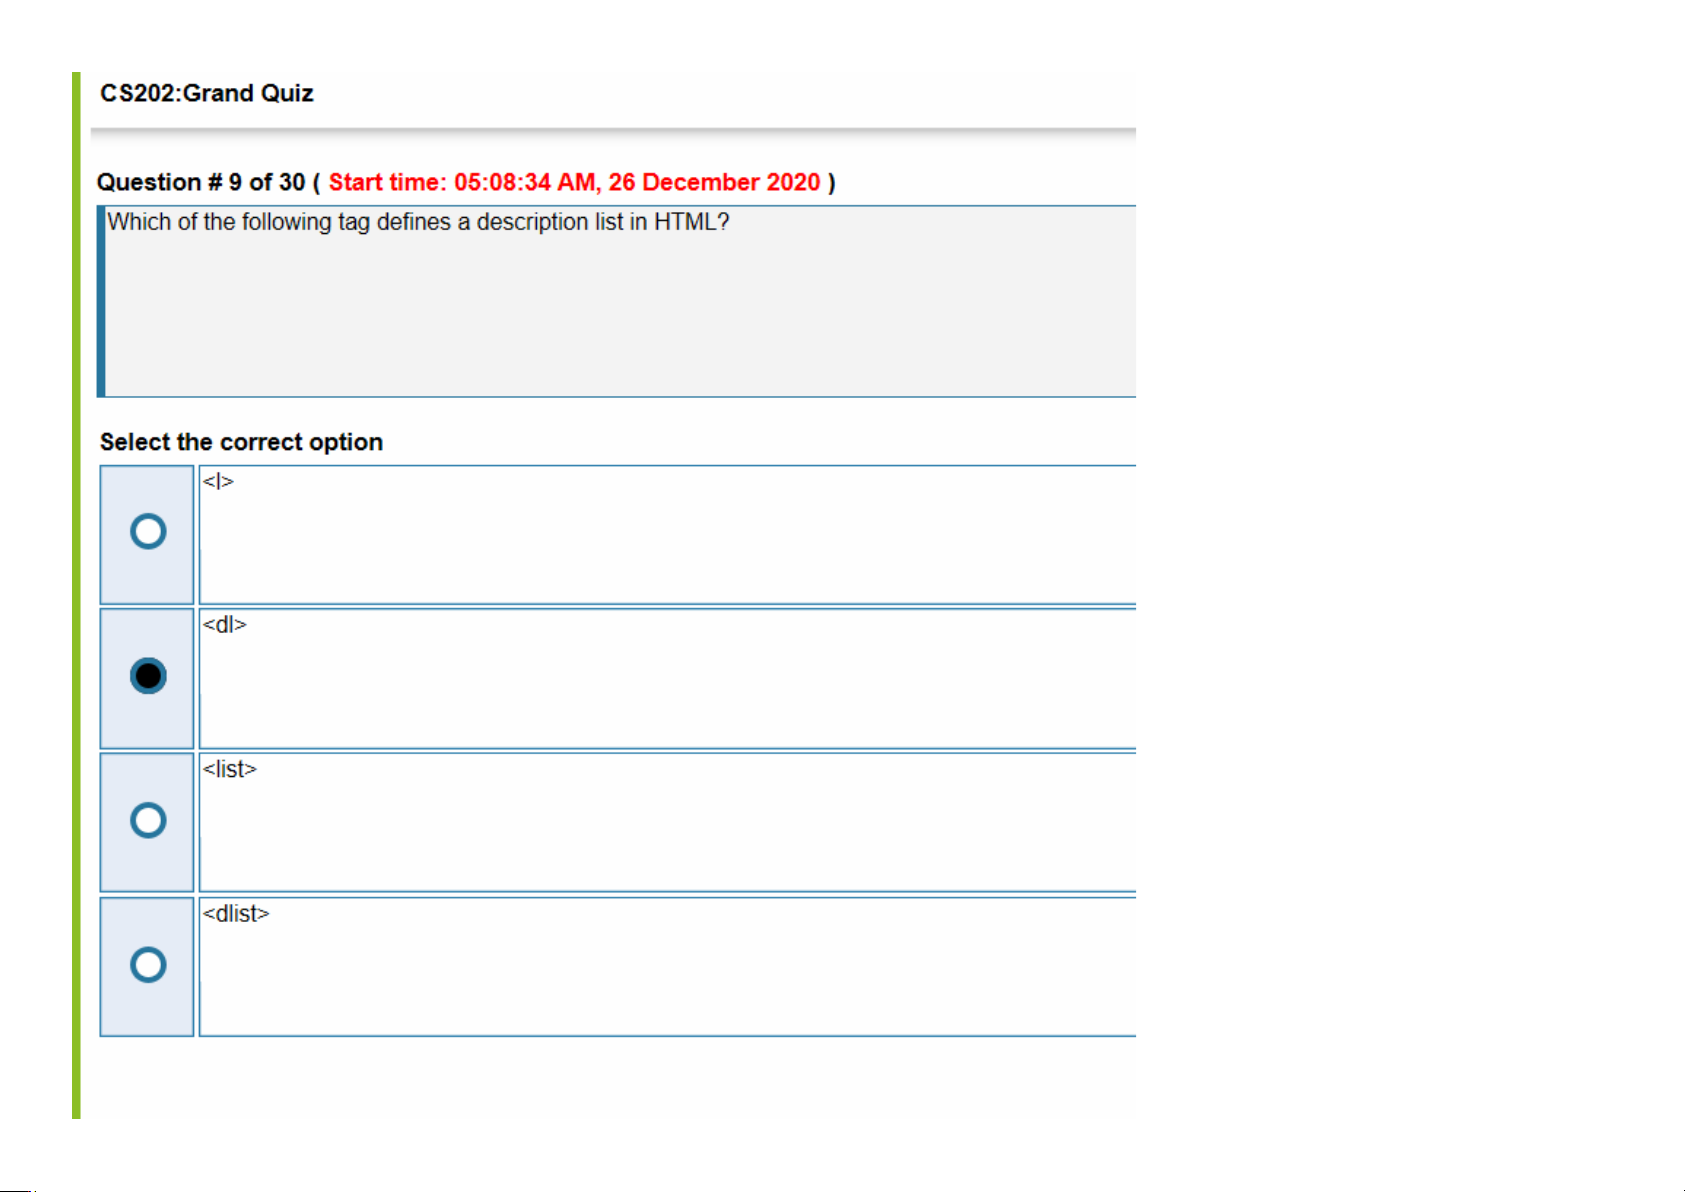 CS202:Grand Quiz
Question # 9 of 30 ( Start time: 05:08:34 AM, 26 December 2020 )
Which of the following tag defines a description list in HTML?
Select the correct option
<l>
<dl>
<list>
<dlist>